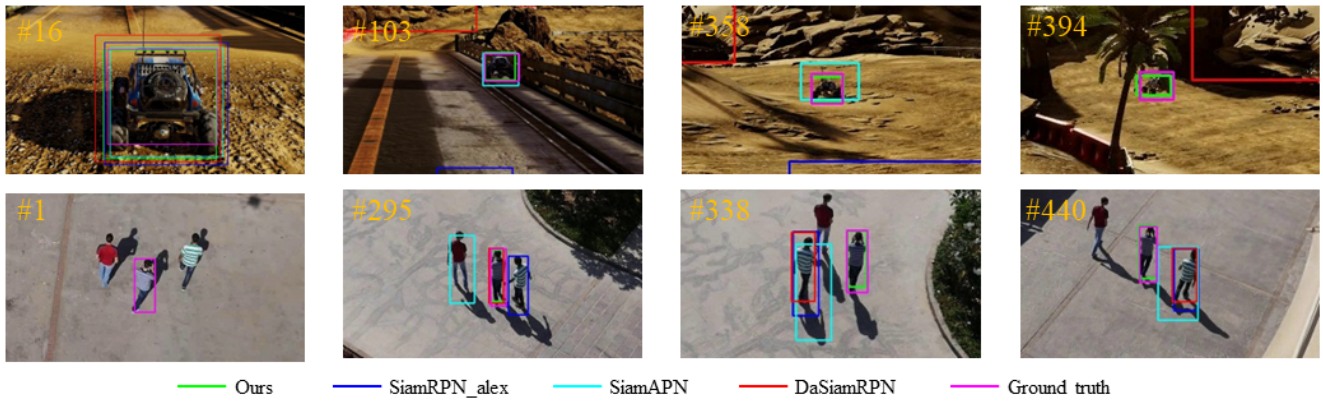 #16 #103 #358 #394
#1 #295 #338 #440
Ours SiamRPN_alex SiamAPN DaSiamRPN Ground truth